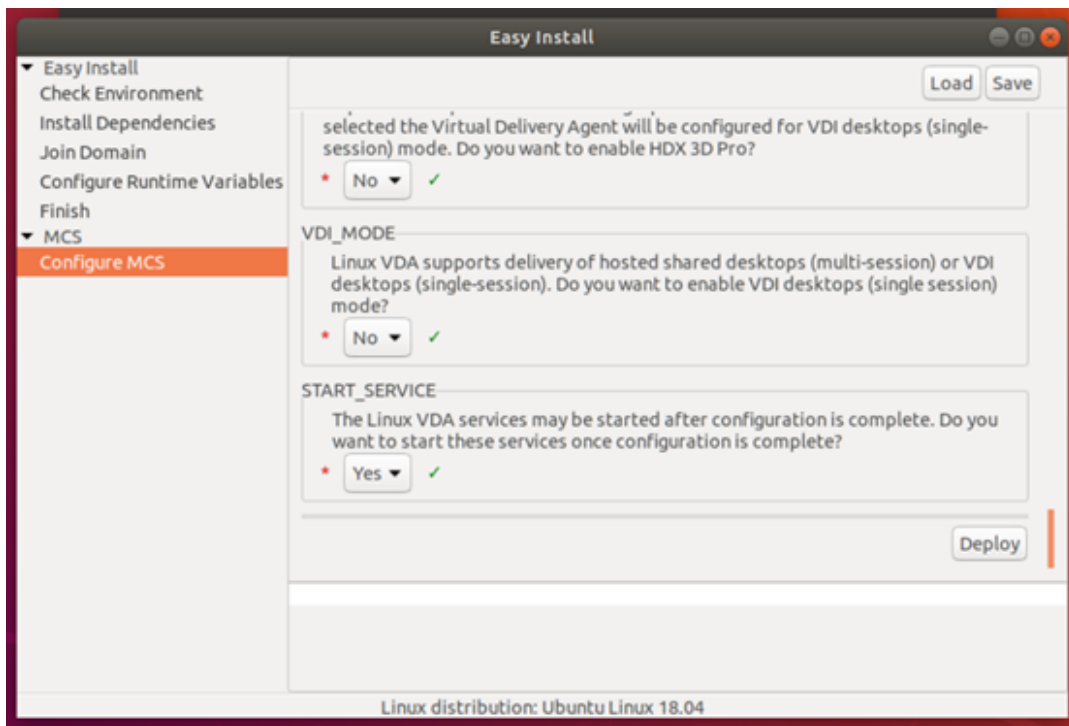 Easy Install
Easy Install
Check Environment
Install Dependencies
Join Domain
Configure Runtime Variables
Finish
MCS
Configure MCS
Load Save
selected the Virtual Delivery Agent will be configured for VDI desktops (single-
session) mode. Do you want to enable HDX 3D Pro?
* No ▼ ✓
VDI_MODE
Linux VDA supports delivery of hosted shared desktops (multi-session) or VDI
desktops (single-session). Do you want to enable VDI desktops (single session)
mode?
* No ▼ ✓
START_SERVICE
The Linux VDA services may be started after configuration is complete. Do you
want to start these services once configuration is complete?
* Yes ▼ ✓
Deploy
Linux distribution: Ubuntu Linux 18.04